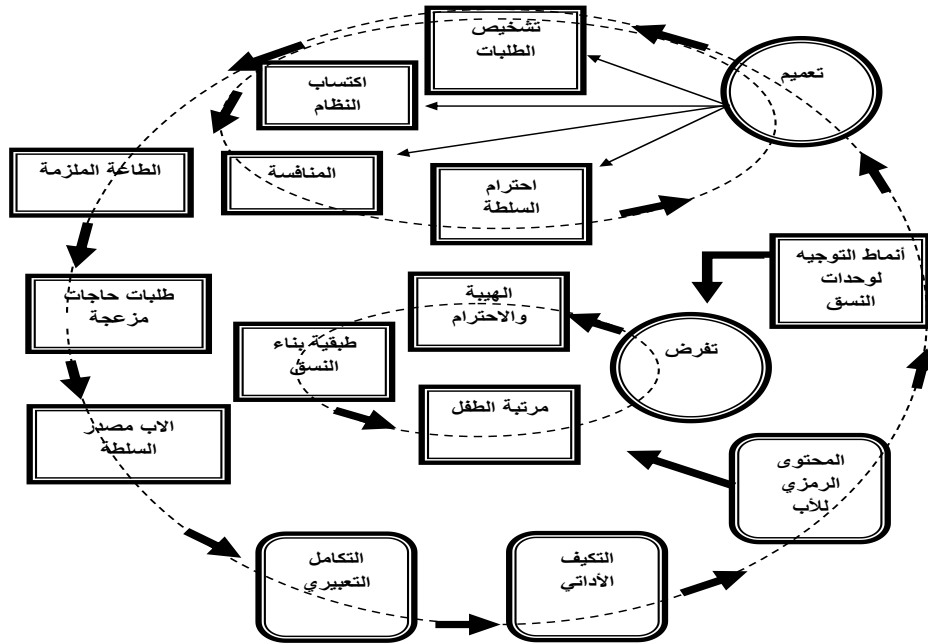 تشخيص
الطلبات
تعميم
اكتساب
النظام
المنافسة
احترام
السلطة
الطاعة الملزمة
أنماط التوجيه
لوحدات
النسق
طلبات حاجات
مزعجة
الهيبة
والاحترام
طبقية بناء
النسق
تفرض
مرتبة الطفل
الاب مصدر
السلطة
المحتوى
الرمزي
للأب
التكيف
الأداتي
التكامل
التعبيري